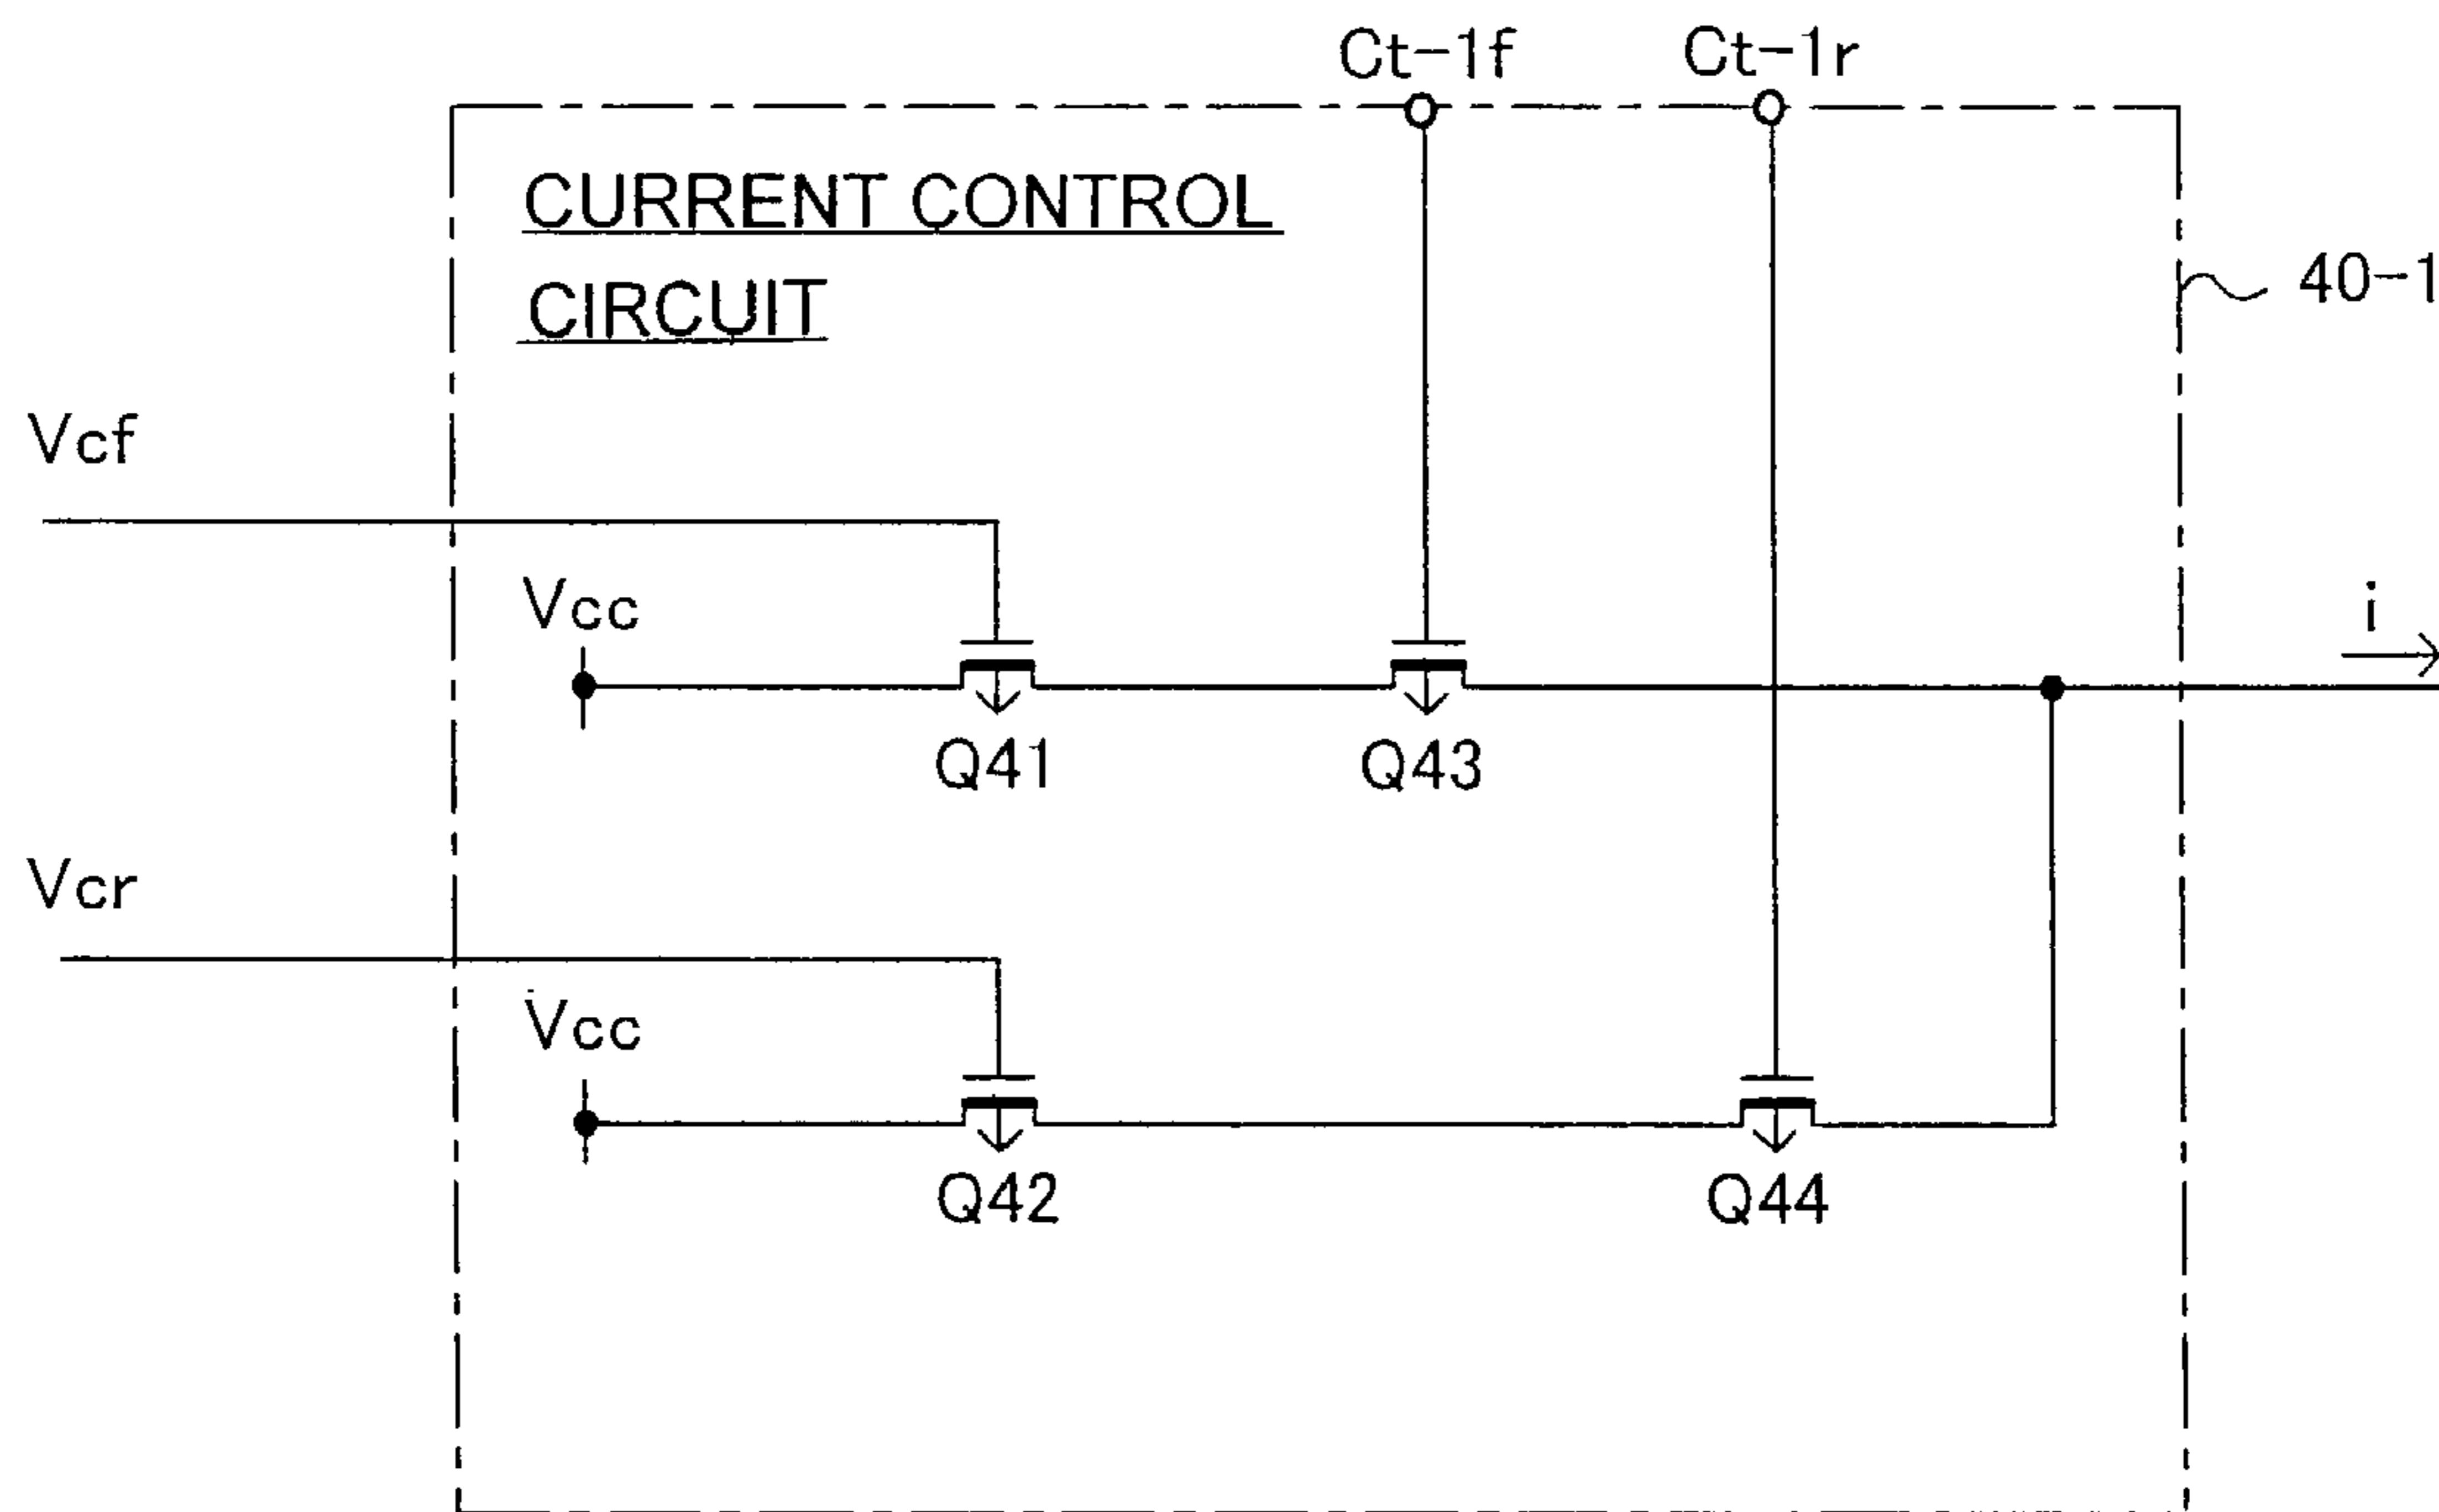 Ct-1f
Ct-1r
CURRENT CONTROL
CIRCUIT
40-1
Vcf
Vcc
i
Q41
Q43
Vcr
Vcc
Q42
Q44